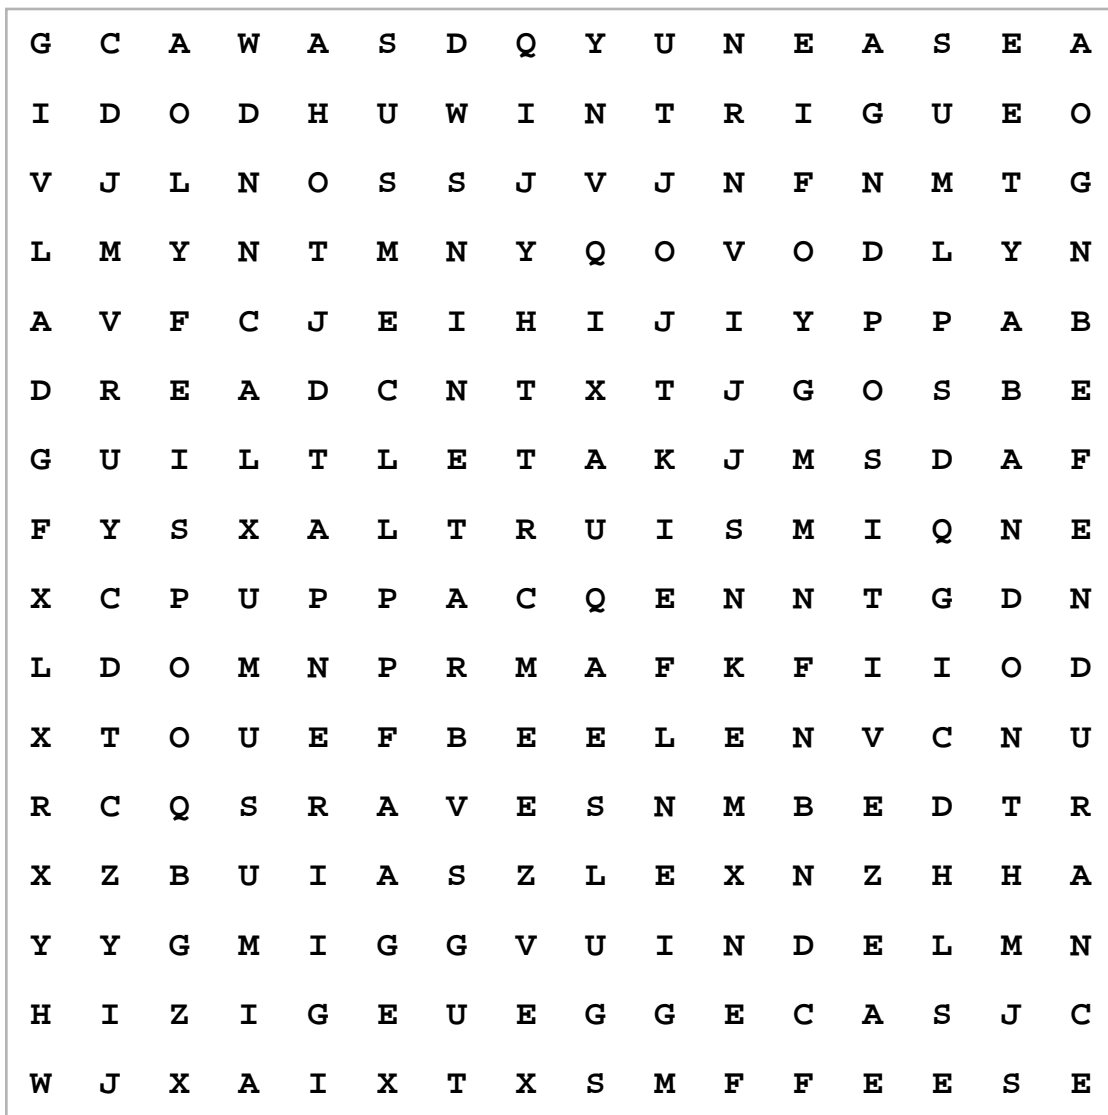 G C A W A S D Q Y U N E A S E A
I D O D H U W I N T R I G U E O
V J L N O S S J V J N F N M T G
L M Y N T M N Y Q O V O D L Y N
A V F C J E I H I J I Y P P A B
D R E A D C N T X T J G O S B E
G U I L T L E T A K J M S D A F
F Y S X A L T R U I S M I Q N E
X C P U P P A C Q E N N T G D N
L D O M N P R M A F K F I I O D
X T O U E F B E E L E N V C N U
R C Q S R A V E S N M B E D T R
X Z B U I A S Z L E X N Z H H A
Y Y G M I G G V U I N D E L M N
H I Z I G E U E G G E C A S J C
W J X A I X T X S M F F E E S E